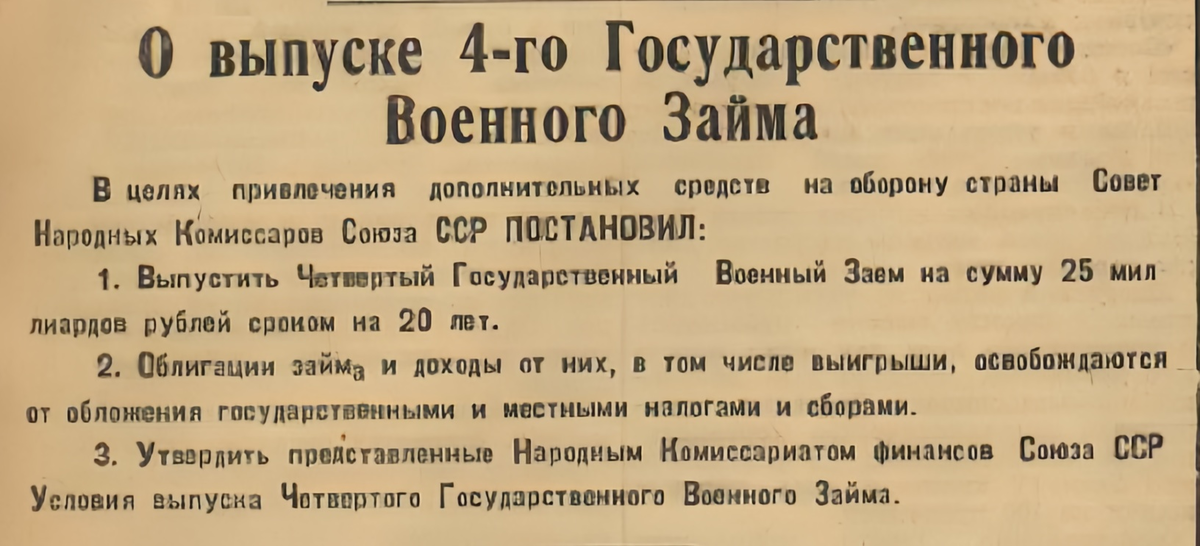 О выпуске 4-го Государственного
Военного Займа
В целях привлечения дополнительных средств на оборону страны Совет
Народных Комиссаров Союза ССР ПОСТАНОВИЛ:
1. Выпустить Четвертый Государственный Военный Заем на сумму 25 мил
лиардов рублей сроком на 20 лет.
2. Облигации займа и доходы от них, в том числе выигрыши, освобождаются
от обложения государственными и местными налогами и сборами.
3. Утвердить представленные Народным Комиссариатом финансов Союза ССР
Условия выпуска Четвертого Государственного Военного Займа.